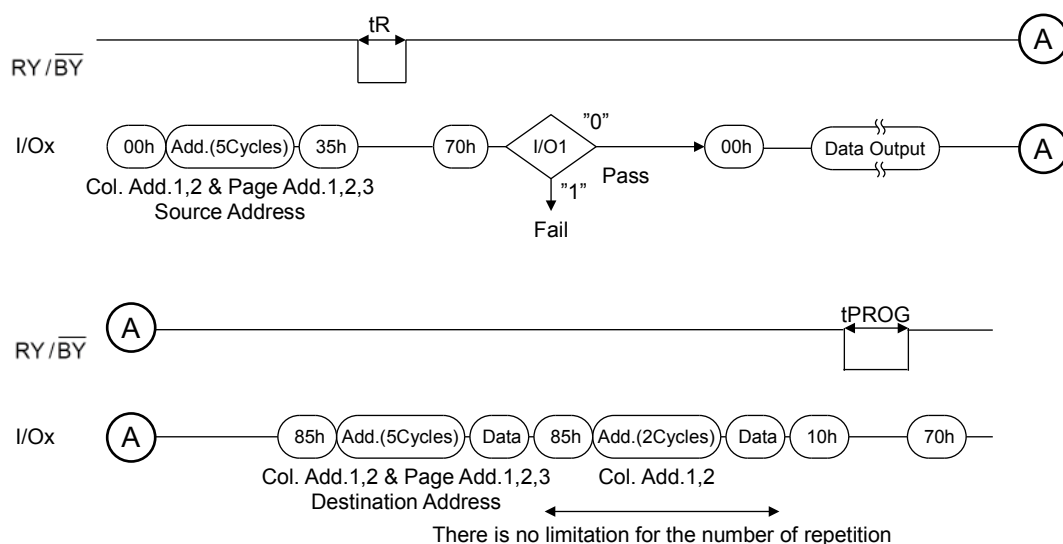 tR
A
RY/BY
I/Ox
00h Add.(5Cycles) 35h 70h I/O1 "0" 00h Data Output A
Pass
"1"
Fail
Col. Add.1,2 & Page Add.1,2,3
Source Address
A
tPROG
RY/BY
I/Ox
A 85h Add.(5Cycles) Data 85h Add.(2Cycles) Data 10h 70h
Col. Add.1,2 & Page Add.1,2,3
Destination Address
Col. Add.1,2
There is no limitation for the number of repetition